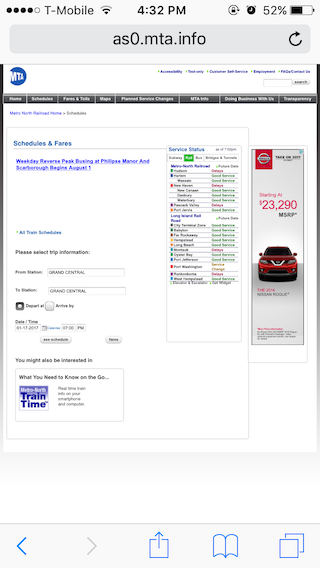 T-Mobile 4:32 PM 52%
as0.mta.info
MTA
Accessibility Text-only Customer Self-Service Employment FAQs/Contact Us
search
Home Schedules Fares & Tolls Maps Planned Service Changes MTA Info Doing Business With Us Transparency
Metro-North Railroad Home > Schedules
Schedules & Fares
Weekday Reverse Peak Busing at Philipse Manor And
Scarborough Begins August 1
All Train Schedules
Please select trip information:
From Station: GRAND CENTRAL
To Station: GRAND CENTRAL
Depart at Arrive by
Date / Time
01-17-2017 Calendar 07:00 PM
see schedule fares
Service Status as of 7:32pm
Subway Rail Bus Bridges & Tunnels
Metro-North Railroad Future Date
Hudson Delays
Harlem Good Service
Wassaic Good Service
New Haven Delays
New Canaan Good Service
Danbury Good Service
Waterbury Good Service
Pascack Valley Delays
Port Jervis Good Service
Long Island Rail
Road Future Date
City Terminal Zone Good Service
Babylon Good Service
Far Rockaway Good Service
Hempstead Good Service
Long Beach Good Service
Montauk Delays
Oyster Bay Good Service
Port Jefferson Good Service
Port Washington Service
Change
Ronkonkoma Delays
West Hempstead Good Service
Elevator & Escalator Get Widget
Starting At
$23,290
MSRP
THE 2016
NISSAN ROGUE
You might also be interested in
What You Need to Know on the Go...
Metro-North
Train
Time
Real time train
info on your
smartphone
and computer.